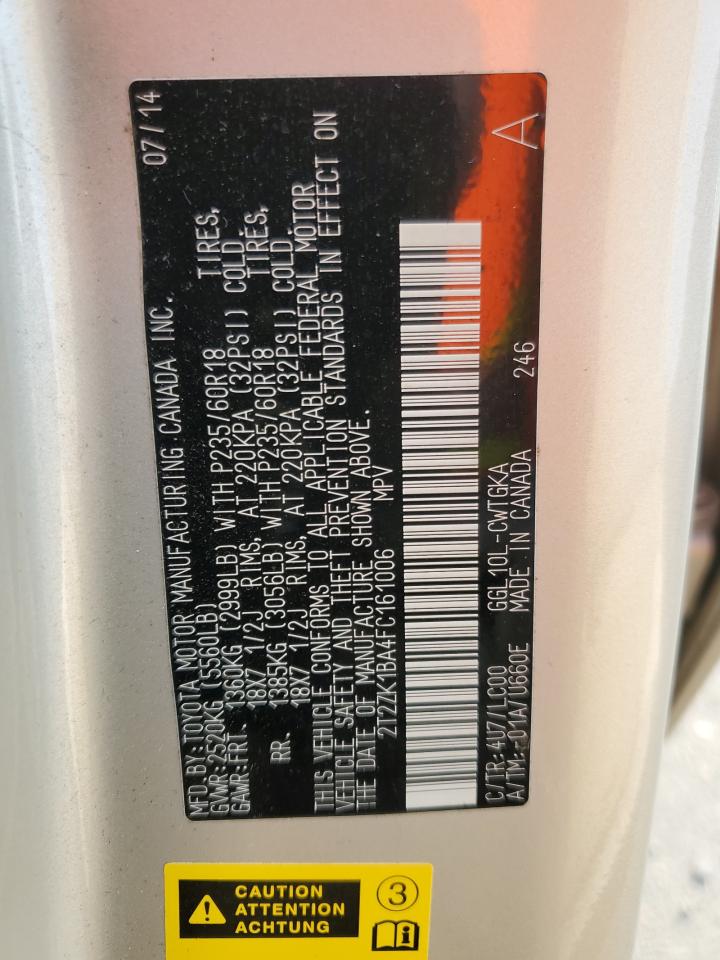 MFD.BY:TOYOTA MOTOR MANUFACTURING CANADA INC. 07/14
GVWR:2520KG (5560LB)
GAWR:FRT. 1360KG (2999LB) WITH P235/60R18 TIRES,
18X7 1/2J RIMS, AT 220KPA (32PSI) COLD.
RR. 1385KG (3056LB) WITH P235/60R18 TIRES,
18X7 1/2J RIMS, AT 220KPA (32PSI) COLD.
THIS VEHICLE CONFORMS TO ALL APPLICABLE FEDERAL MOTOR
VEHICLE SAFETY AND THEFT PREVENTION STANDARDS IN EFFECT ON
THE DATE OF MANUFACTURE SHOWN ABOVE.
2T2ZK1BA4FC161006 MPV
C/TR:4U7/LC00 GGL10L-CWTGKA
A/TM:-01A/U660E MADE IN CANADA 246 A
CAUTION
ATTENTION
ACHTUNG
3